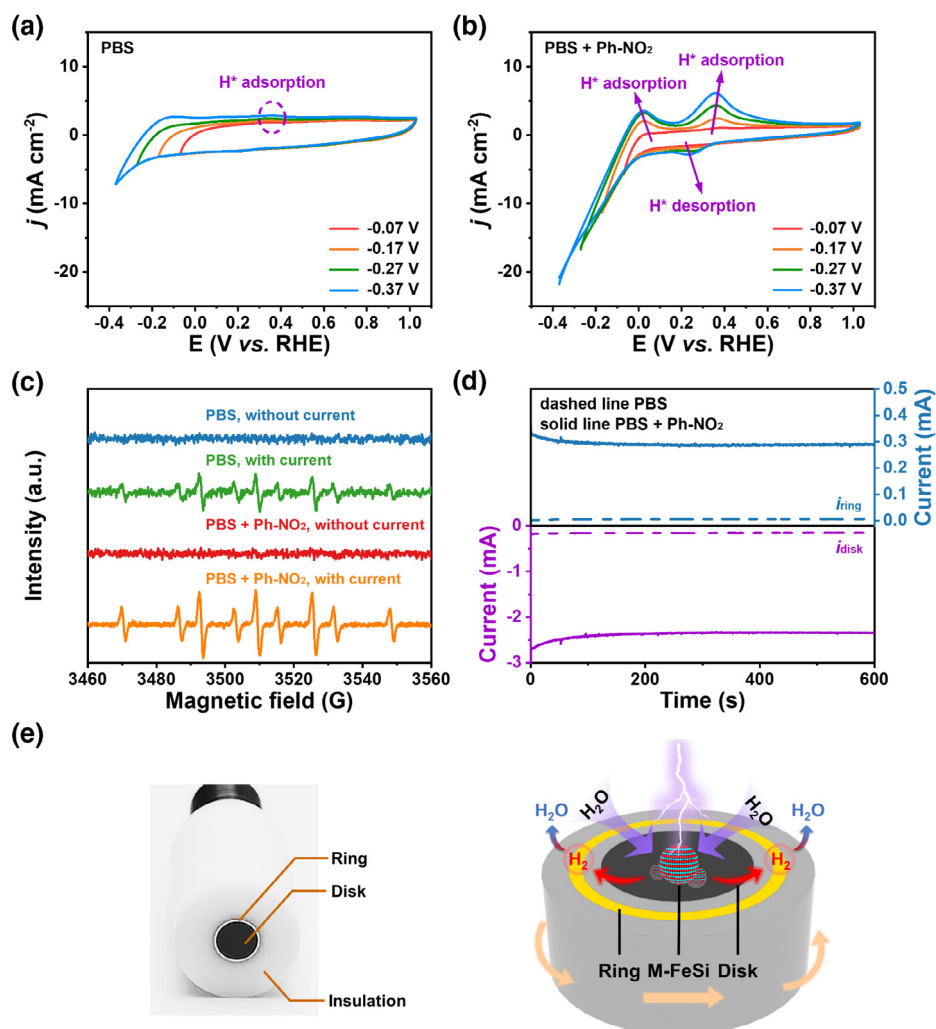 (a)
PBS
H* adsorption
j (mA cm⁻²)
10
0
-10
-20
-0.07 V
-0.17 V
-0.27 V
-0.37 V
-0.4 -0.2 0.0 0.2 0.4 0.6 0.8 1.0
E (V vs. RHE)
(b)
PBS + Ph-NO₂
H* adsorption
H* adsorption
H* desorption
j (mA cm⁻²)
10
0
-10
-20
-0.07 V
-0.17 V
-0.27 V
-0.37 V
-0.4 -0.2 0.0 0.2 0.4 0.6 0.8 1.0
E (V vs. RHE)
(c)
PBS, without current
PBS, with current
PBS + Ph-NO₂, without current
PBS + Ph-NO₂, with current
Intensity (a.u.)
3460 3480 3500 3520 3540 3560
Magnetic field (G)
(d)
dashed line PBS
solid line PBS + Ph-NO₂
iring
idisk
0.5
0.4
0.3
0.2
0.1
0.0
Current (mA)
0
-1
-2
-3
Current (mA)
0 200 400 600
Time (s)
(e)
Ring
Disk
Insulation
H₂O
H₂O
H₂O
H₂O
H₂
H₂
Ring M-FeSi Disk